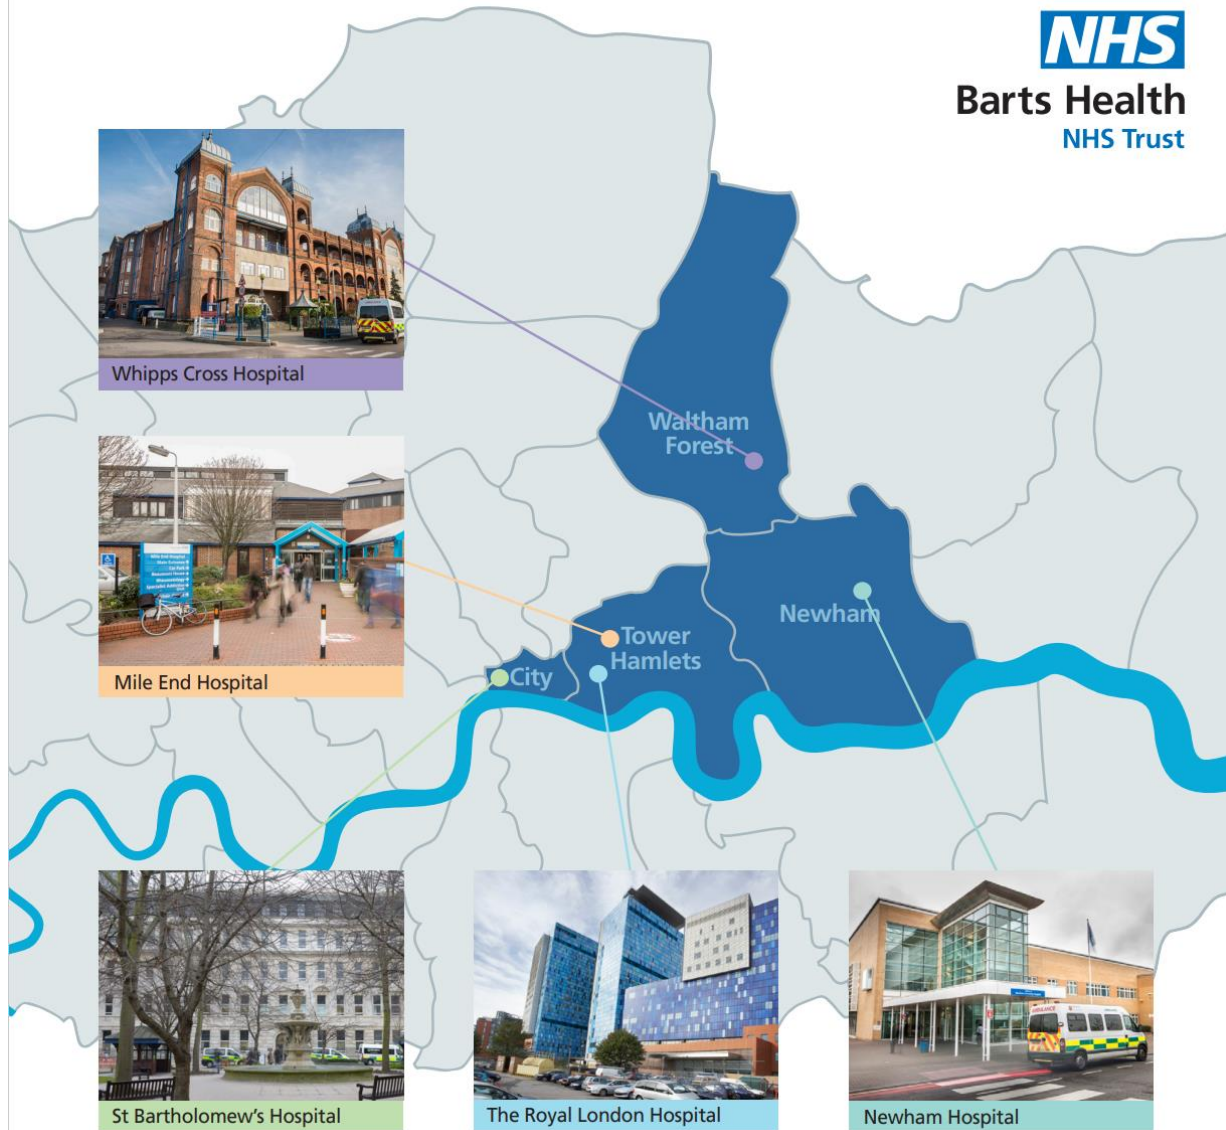 NHS
Barts Health
NHS Trust
Whipps Cross Hospital
Waltham
Forest
Mile End Hospital
Newham
Tower
Hamlets
City
St Bartholomew's Hospital
The Royal London Hospital
Newham Hospital